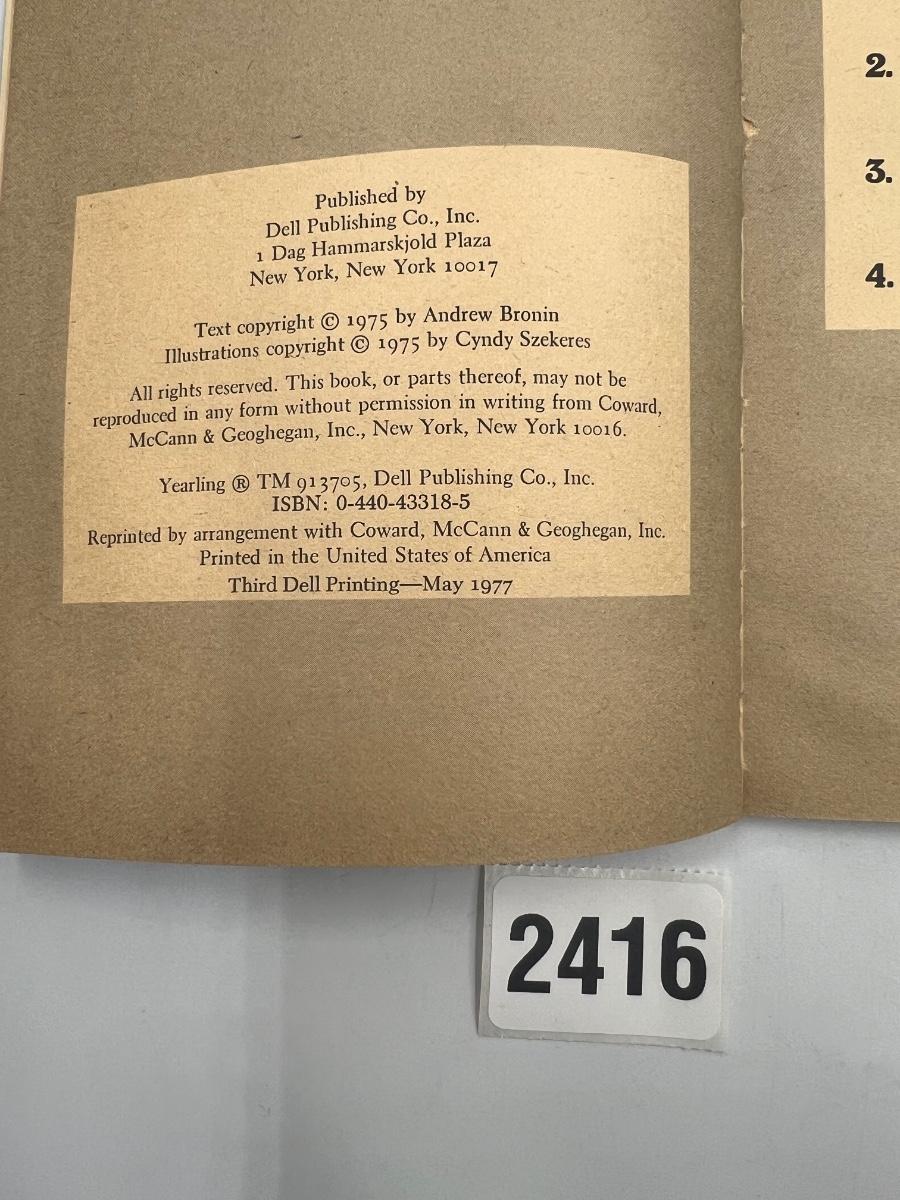 Published by
Dell Publishing Co., Inc.
1 Dag Hammarskjold Plaza
New York, New York 10017
Text copyright © 1975 by Andrew Bronin
Illustrations copyright © 1975 by Cyndy Szekeres
All rights reserved. This book, or parts thereof, may not be
reproduced in any form without permission in writing from Coward,
McCann & Geoghegan, Inc., New York, New York 10016.
Yearling ® TM 913705, Dell Publishing Co., Inc.
ISBN: 0-440-43318-5
Reprinted by arrangement with Coward, McCann & Geoghegan, Inc.
Printed in the United States of America
Third Dell Printing—May 1977
2.
3.
4.
2416